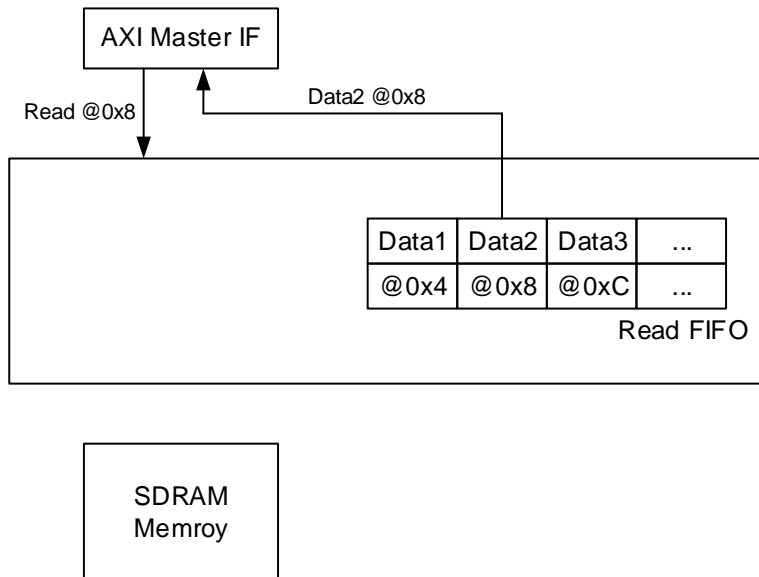 AXI Master IF
Read @0x8
Data2 @0x8
Data1 Data2 Data3 ...
@0x4 @0x8 @0xC ...
Read FIFO
SDRAM
Memroy